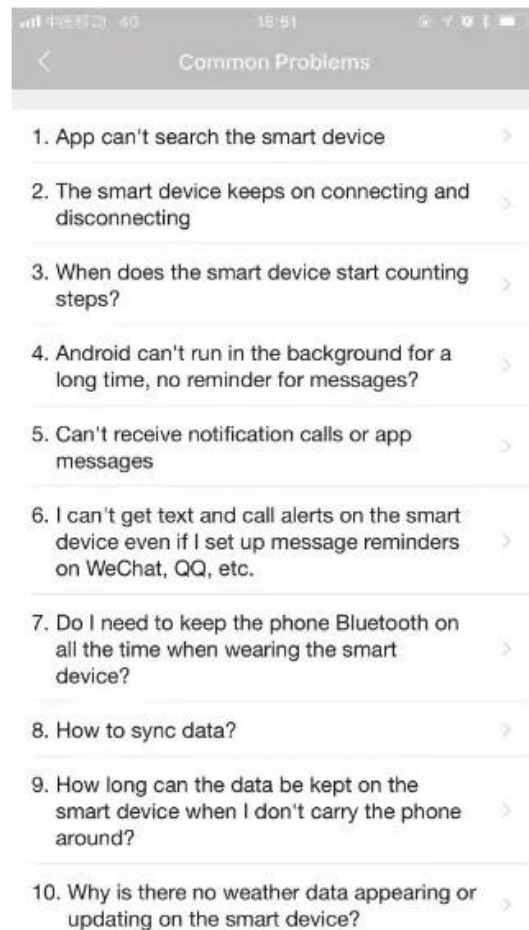 中国移动 4G 18:51
Common Problems
1. App can't search the smart device
2. The smart device keeps on connecting and
disconnecting
3. When does the smart device start counting
steps?
4. Android can't run in the background for a
long time, no reminder for messages?
5. Can't receive notification calls or app
messages
6. I can't get text and call alerts on the smart
device even if I set up message reminders
on WeChat, QQ, etc.
7. Do I need to keep the phone Bluetooth on
all the time when wearing the smart
device?
8. How to sync data?
9. How long can the data be kept on the
smart device when I don't carry the phone
around?
10. Why is there no weather data appearing or
updating on the smart device?